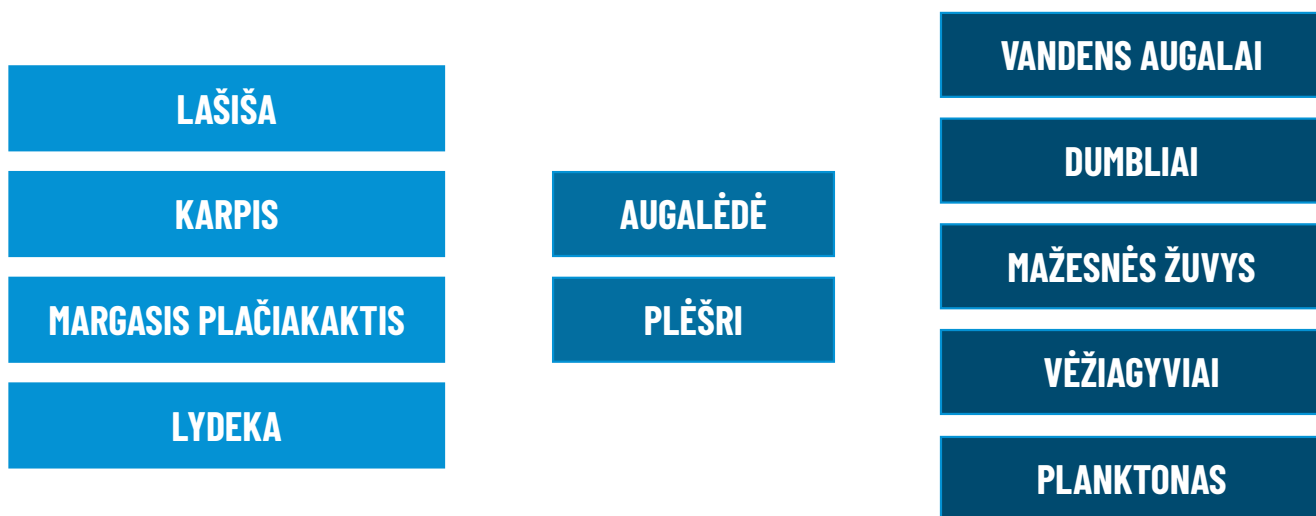 LAŠIŠA
KARPIS
MARGASIS PLAČIAKAKTIS
LYDEKA
AUGALĖDĖ
PLĖŠRI
VANDENS AUGALAI
DUMBLIAI
MAŽESNĖS ŽUVYS
VĖŽIAGYVIAI
PLANKTONAS